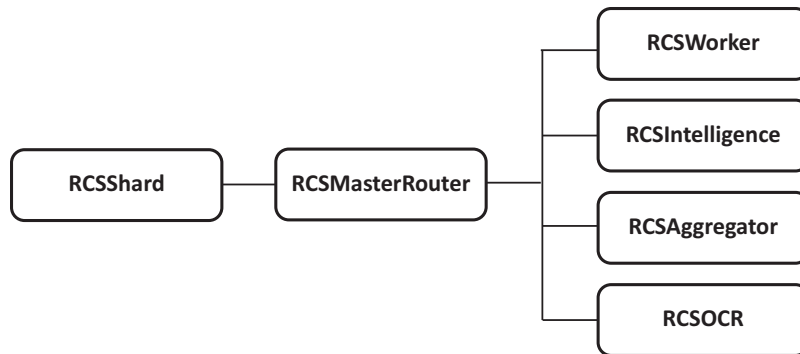 RCSWorker
RCSIntelligence
RCSShard
RCSMasterRouter
RCSAggregator
RCSOCR